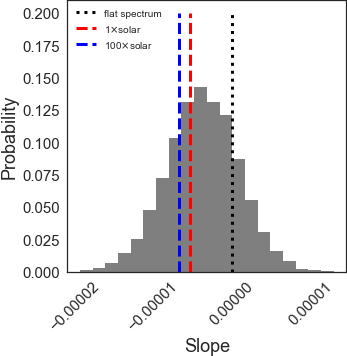 0.200
0.175
0.150
0.125
0.100
0.075
0.050
0.025
0.000
Probability
flat spectrum
1×solar
100×solar
−0.00002
−0.00001
0.00000
0.00001
Slope